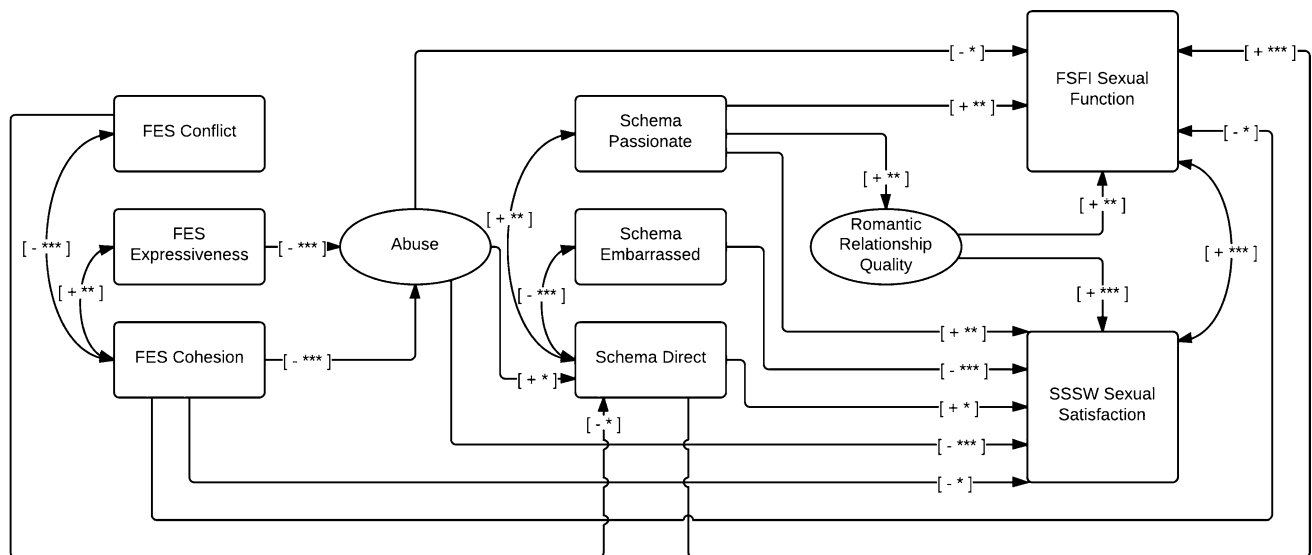 [ - * ]
FSFI Sexual
Function
[ + *** ]
FES Conflict
Schema
Passionate
[ + ** ]
[ - * ]
[ + ** ]
[ + ** ]
[ + ** ]
[ - *** ]
FES
Expressiveness
[ - *** ]
Abuse
Schema
Embarrassed
Romantic
Relationship
Quality
[ + *** ]
[ + ** ]
[ - *** ]
[ + *** ]
FES Cohesion
[ - *** ]
Schema Direct
[ + ** ]
[ - *** ]
[ + * ]
[ + * ]
SSSW Sexual
Satisfaction
[ - * ]
[ - *** ]
[ - * ]